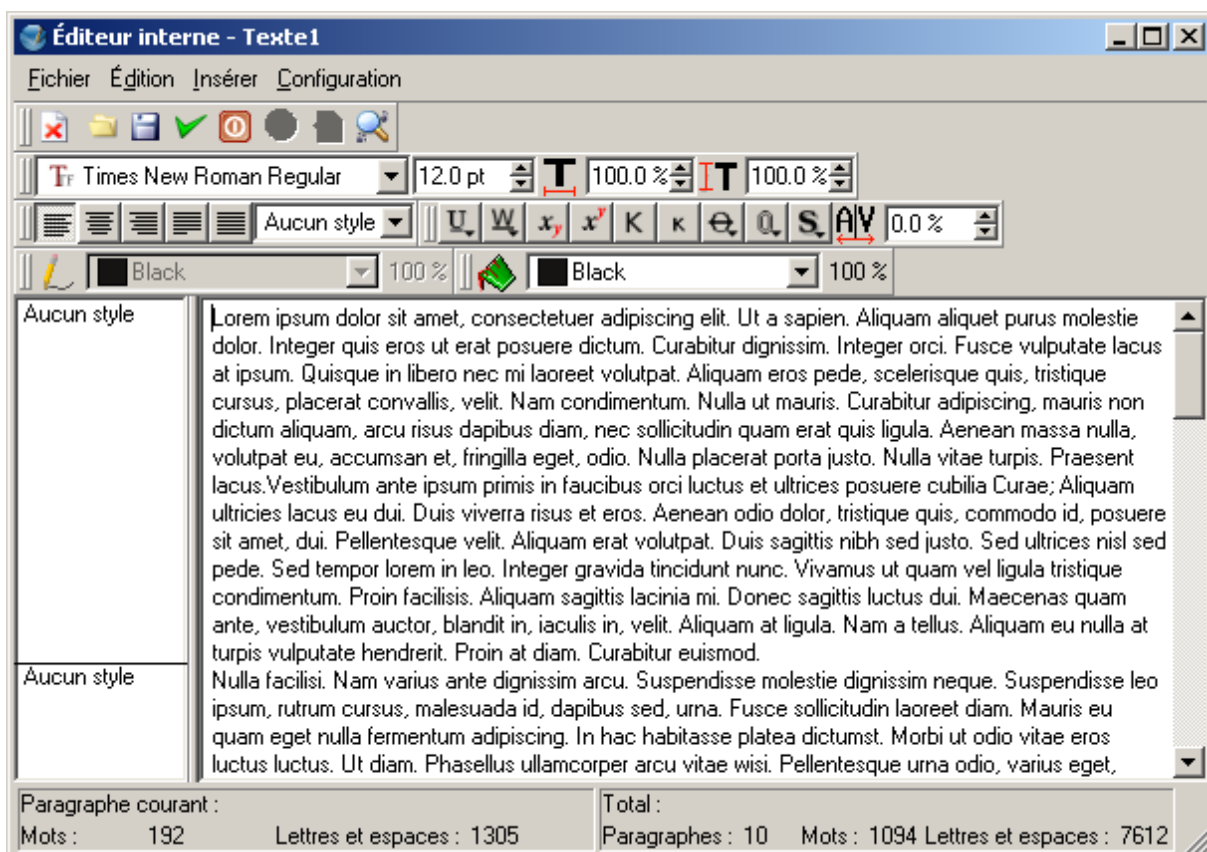 Éditeur interne - Texte1
Fichier Édition Insérer Configuration
Times New Roman Regular 12.0 pt 100.0 % 100.0 %
Aucun style U W x y x y K K O O S A V 0.0 %
Black 100 % Black 100 %
Aucun style
Lorem ipsum dolor sit amet, consectetuer adipiscing elit. Ut a sapien. Aliquam aliquet purus molestie
dolor. Integer quis eros ut erat posuere dictum. Curabitur dignissim. Integer orci. Fusce vulputate lacus
at ipsum. Quisque in libero nec mi laoreet volutpat. Aliquam eros pede, scelerisque quis, tristique
cursus, placerat convallis, velit. Nam condimentum. Nulla ut mauris. Curabitur adipiscing, mauris non
dictum aliquam, arcu risus dapibus diam, nec sollicitudin quam erat quis ligula. Aenean massa nulla,
volutpat eu, accumsan et, fringilla eget, odio. Nulla placerat porta justo. Nulla vitae turpis. Praesent
lacus.Vestibulum ante ipsum primis in faucibus orci luctus et ultrices posuere cubilia Curae; Aliquam
ultricies lacus eu dui. Duis viverra risus et eros. Aenean odio dolor, tristique quis, commodo id, posuere
sit amet, dui. Pellentesque velit. Aliquam erat volutpat. Duis sagittis nibh sed justo. Sed ultrices nisl sed
pede. Sed tempor lorem in leo. Integer gravida tincidunt nunc. Vivamus ut quam vel ligula tristique
condimentum. Proin facilisis. Aliquam sagittis lacinia mi. Donec sagittis luctus dui. Maecenas quam
ante, vestibulum auctor, blandit in, iaculis in, velit. Aliquam at ligula. Nam a tellus. Aliquam eu nulla at
turpis vulputate hendrerit. Proin at diam. Curabitur euismod.
Aucun style
Nulla facilisi. Nam varius ante dignissim arcu. Suspendisse molestie dignissim neque. Suspendisse leo
ipsum, rutrum cursus, malesuada id, dapibus sed, urna. Fusce sollicitudin laoreet diam. Mauris eu
quam eget nulla fermentum adipiscing. In hac habitasse platea dictumst. Morbi ut odio vitae eros
luctus luctus. Ut diam. Phasellus ullamcorper arcu vitae wisi. Pellentesque urna odio, varius eget,
Paragraphe courant :
Mots : 192 Lettres et espaces : 1305
Total :
Paragraphes : 10 Mots : 1094 Lettres et espaces : 7612